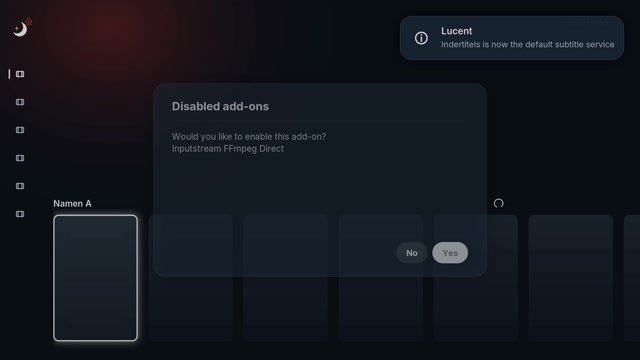 Lucent
Ondertitels is now the default subtitle service
Disabled add-ons
Would you like to enable this add-on?
Inputstream FFmpeg Direct
Namen A
No
Yes